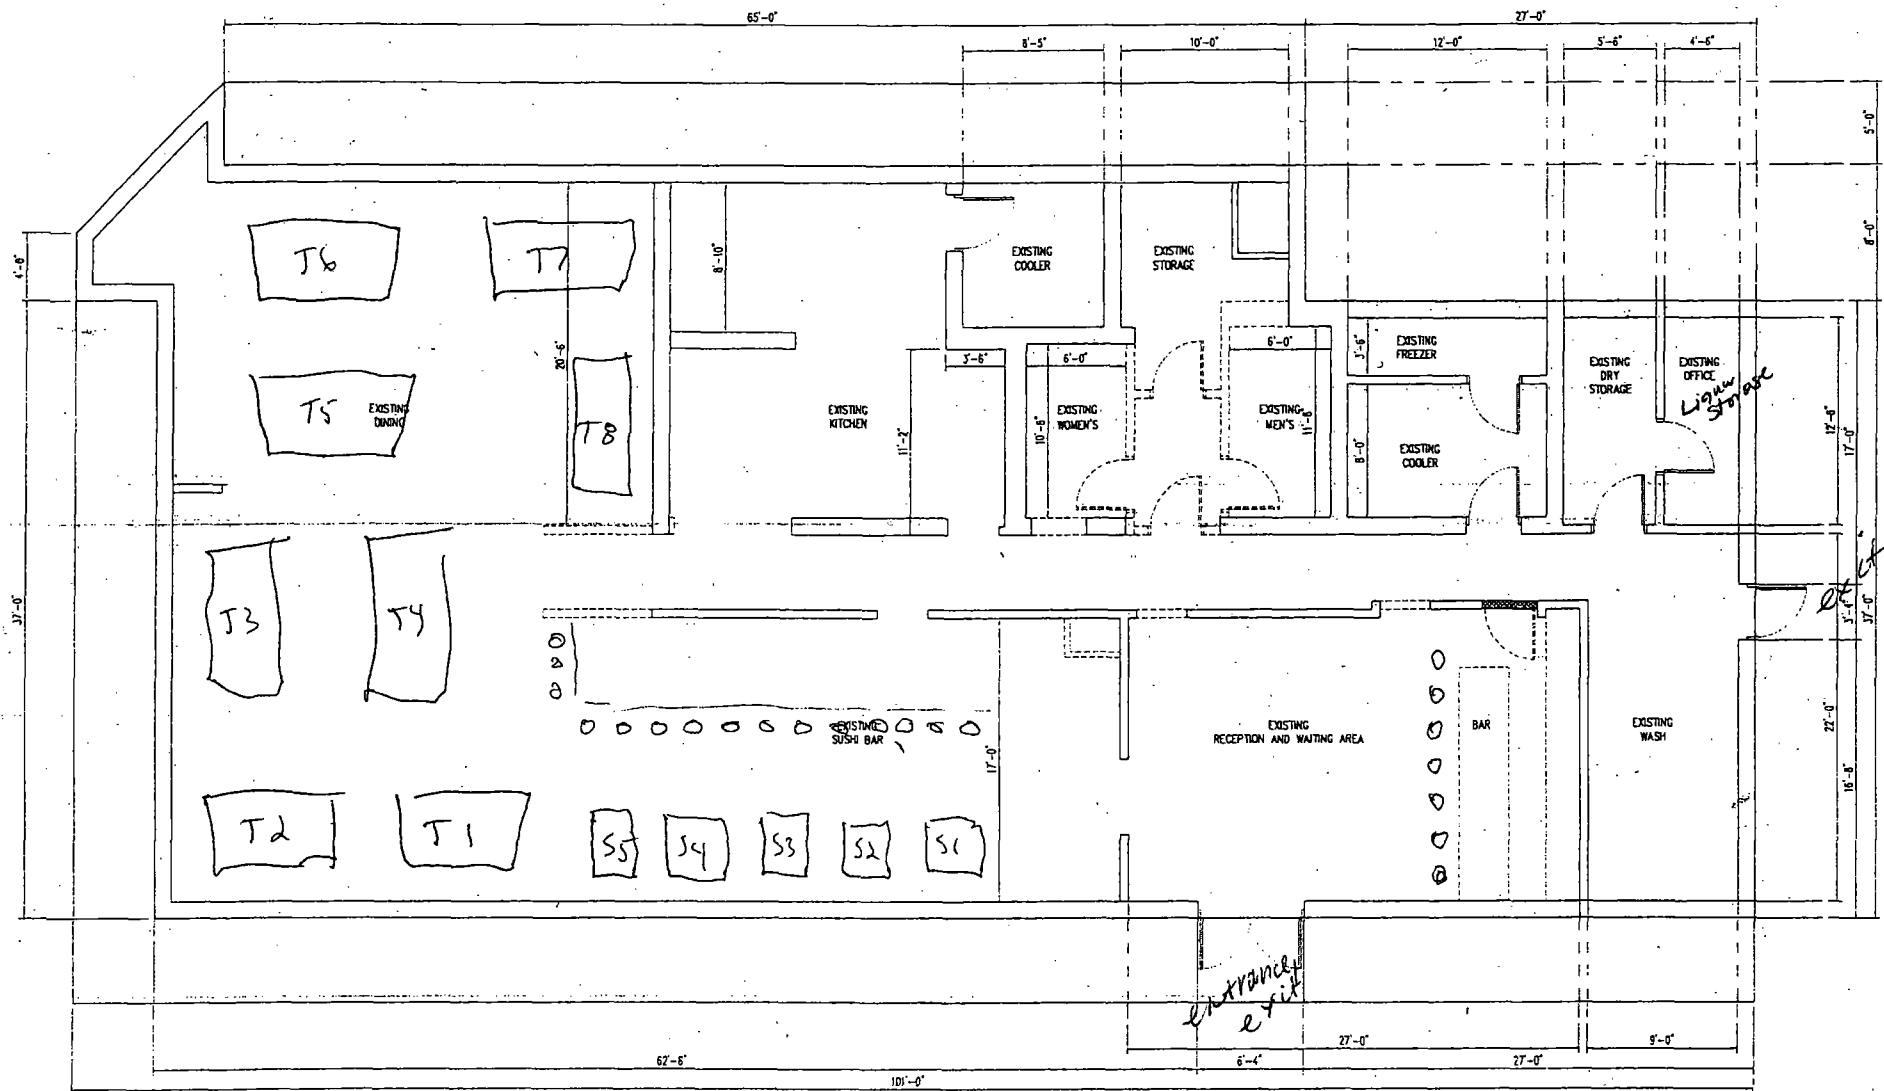 65'-0"
27'-0"
8'-5"
10'-0"
12'-0"
5'-6"
4'-6"
5'-0"
8'-0"
4'-8"
T6
T7
8'-10"
EXISTING
COOLER
EXISTING
STORAGE
20'-6"
3'-6"
6'-0"
6'-0"
3'-6"
EXISTING
FREEZER
EXISTING
DRY
STORAGE
EXISTING
OFFICE
Liquor
Storage
T5
EXISTING
DINING
T8
EXISTING
KITCHEN
11'-2"
10'-6"
EXISTING
WOMEN'S
EXISTING
MEN'S
11'-6"
8'-0"
EXISTING
COOLER
12'-6"
17'-0"
37'-0"
T3
T4
exit
3'-4"
37'-0"
EXISTING
SUSHI BAR
17'-0"
EXISTING
RECEPTION AND WAITING AREA
BAR
EXISTING
WASH
22'-0"
16'-8"
T2
T1
S5
S4
S3
S2
S1
entrance,
exit
27'-0"
9'-0"
62'-6"
6'-4"
27'-0"
101'-0"